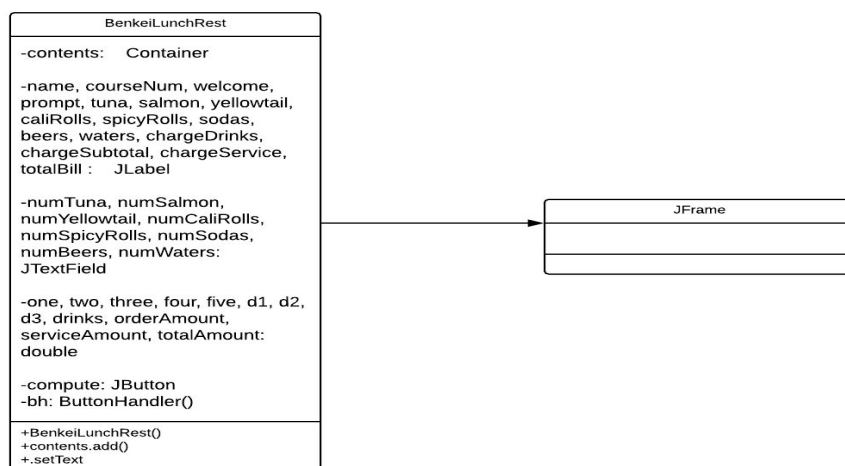 BenkeiLunchRest
-contents: Container
-name, courseNum, welcome,
prompt, tuna, salmon, yellowtail,
caliRolls, spicyRolls, sodas,
beers, waters, chargeDrinks,
chargeSubtotal, chargeService,
totalBill : JLabel
-numTuna, numSalmon,
numYellowtail, numCaliRolls,
numSpicyRolls, numSodas,
numBeers, numWaters:
JTextField
-one, two, three, four, five, d1, d2,
d3, drinks, orderAmount,
serviceAmount, totalAmount:
double
-compute: JButton
-bh: ButtonHandler()
+BenkeiLunchRest()
+contents.add()
+.setText
JFrame